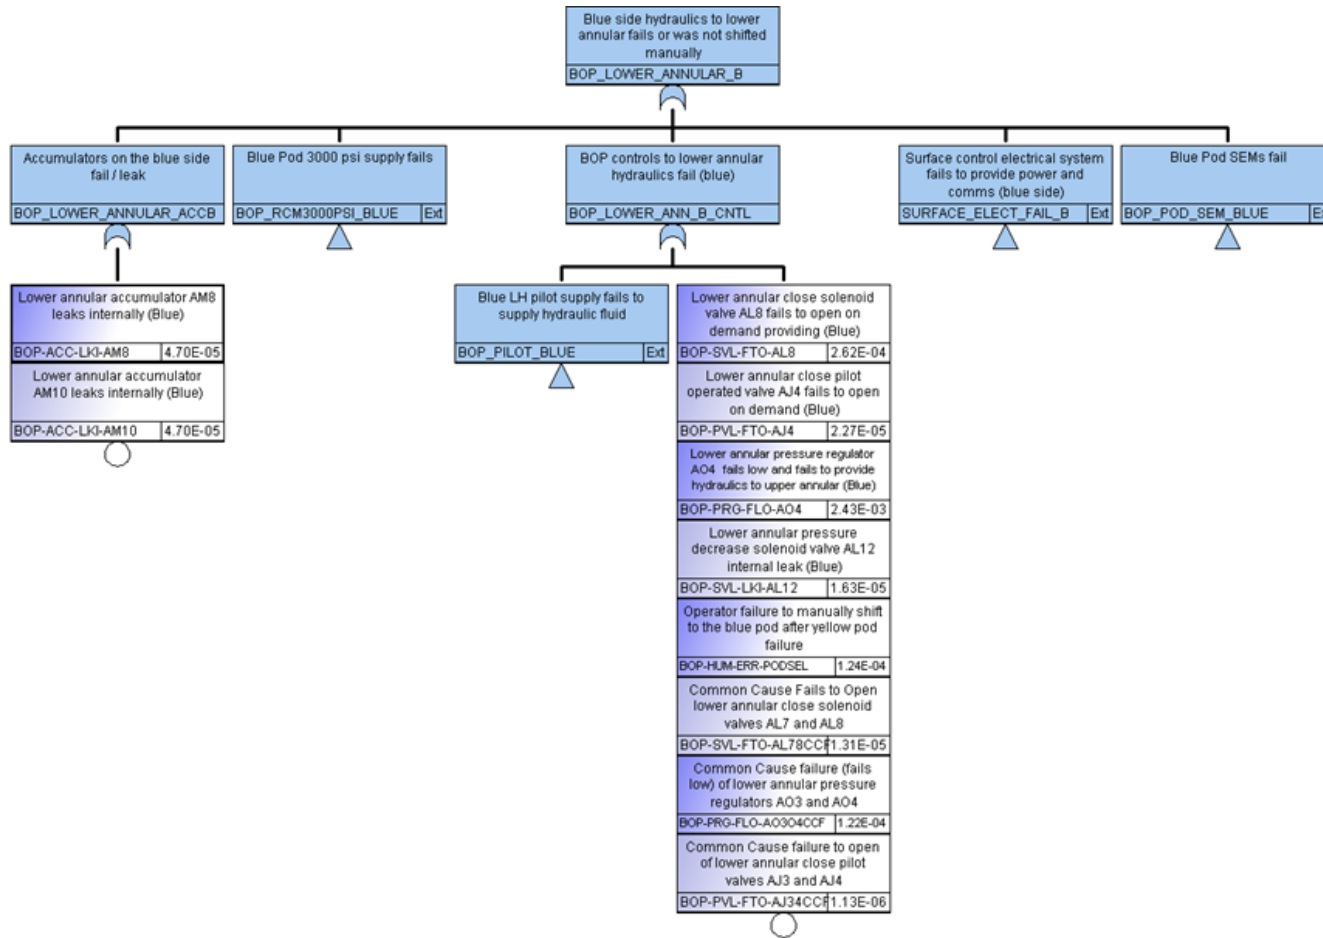 Blue side hydraulics to lower
annular fails or was not shifted
manually
BOP_LOWER_ANNULAR_B
Accumulators on the blue side
fail / leak
BOP_LOWER_ANNULAR_ACCB
Blue Pod 3000 psi supply fails
BOP_RCM3000PSI_BLUE Ext
BOP controls to lower annular
hydraulics fail (blue)
BOP_LOWER_ANN_B_CNTL
Surface control electrical system
fails to provide power and
comms (blue side)
SURFACE_ELECT_FAIL_B Ext
Blue Pod SEMs fail
BOP_POD_SEM_BLUE
Lower annular accumulator AM8
leaks internally (Blue)
BOP-ACC-LKI-AM8 4.70E-05
Lower annular accumulator
AM10 leaks internally (Blue)
BOP-ACC-LKI-AM10 4.70E-05
Blue LH pilot supply fails to
supply hydraulic fluid
BOP_PILOT_BLUE Ext
Lower annular close solenoid
valve AL8 fails to open on
demand providing (Blue)
BOP-SVL-FTO-AL8 2.62E-04
Lower annular close pilot
operated valve AJ4 fails to open
on demand (Blue)
BOP-PVL-FTO-AJ4 2.27E-05
Lower annular pressure regulator
AO4 fails low and fails to provide
hydraulics to upper annular (Blue)
BOP-PRG-FLO-AO4 2.43E-03
Lower annular pressure
decrease solenoid valve AL12
internal leak (Blue)
BOP-SVL-LKI-AL12 1.63E-05
Operator failure to manually shift
to the blue pod after yellow pod
failure
BOP-HUM-ERR-PODSEL 1.24E-04
Common Cause Fails to Open
lower annular close solenoid
valves AL7 and AL8
BOP-SVL-FTO-AL78CCF 1.31E-05
Common Cause failure (fails
low) of lower annular pressure
regulators AO3 and AO4
BOP-PRG-FLO-AO3O4CCF 1.22E-04
Common Cause failure to open
of lower annular close pilot
valves AJ3 and AJ4
BOP-PVL-FTO-AJ34CCF 1.13E-06